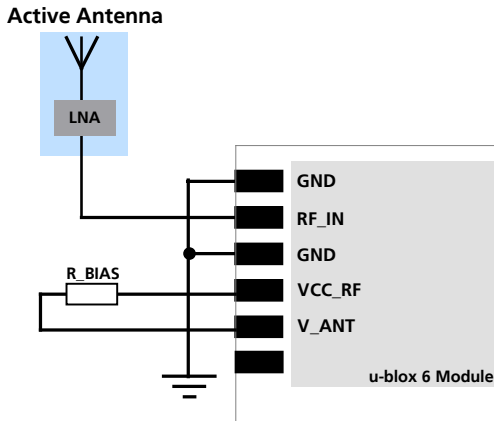 Active Antenna
LNA
GND
RF_IN
GND
R_BIAS
VCC_RF
V_ANT
u-blox 6 Module